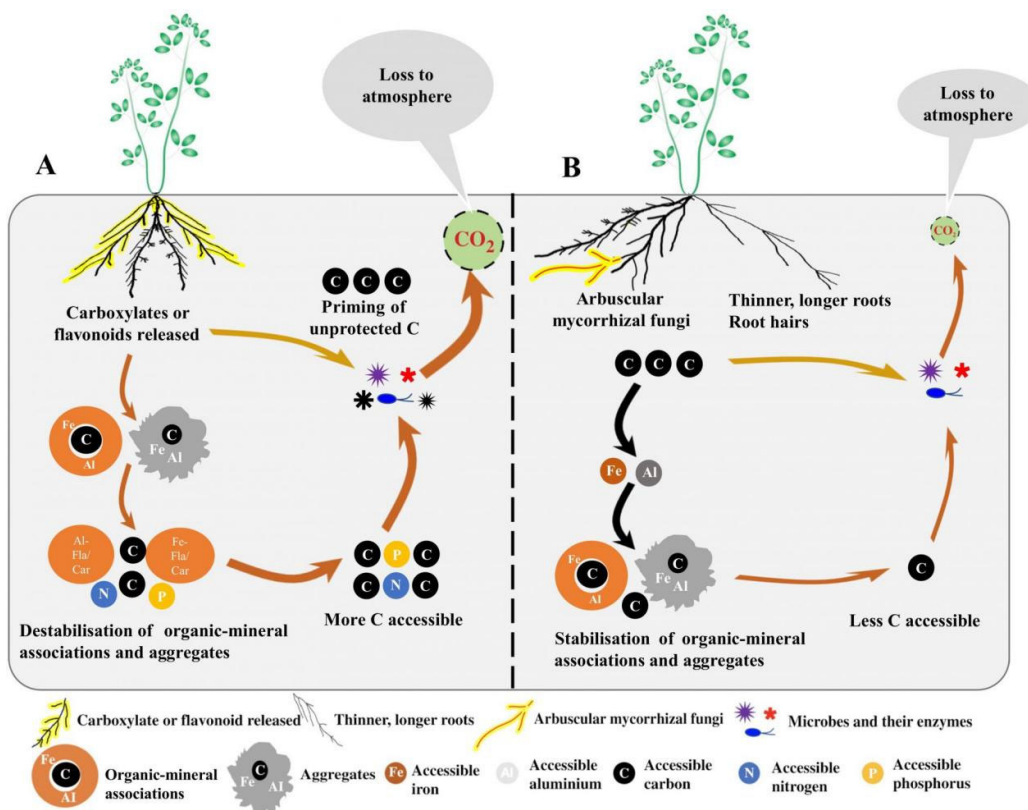 Loss to
atmosphere
A
CO2
C C C
Priming of
unprotected C
Carboxylates or
flavonoids released
Fe
C
Al
C
Fe
Al
Al-
Fla/
Car
C
Fe-
Fla/
Car
N
C
P
Destabilisation of organic-mineral
associations and aggregates
C P C
C N C
More C accessible
Loss to
atmosphere
B
CO2
Arbuscular
mycorrhizal fungi
Thinner, longer roots
Root hairs
C C C
Fe Al
Fe
C
Al
C
Fe
Al
C
Stabilisation of organic-mineral
associations and aggregates
C
Less C accessible
Carboxylate or flavonoid released
Thinner, longer roots
Arbuscular mycorrhizal fungi
Microbes and their enzymes
Fe
C
Al
Organic-mineral
associations
C
Fe
Al
Aggregates
Fe
Accessible
iron
Al
Accessible
aluminium
C
Accessible
carbon
N
Accessible
nitrogen
P
Accessible
phosphorus